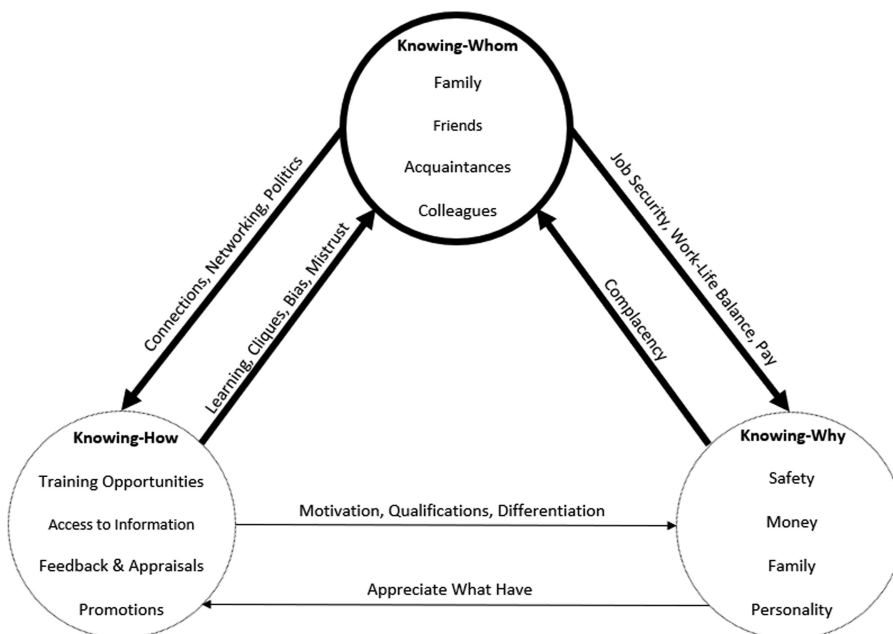 Knowing-Whom
Family
Friends
Acquaintances
Colleagues
Connections, Networking, Politics
Learning, Cliques, Bias, Mistrust
Job Security, Work-Life Balance, Pay
Complacency
Knowing-How
Training Opportunities
Access to Information
Feedback & Appraisals
Promotions
Motivation, Qualifications, Differentiation
Appreciate What Have
Knowing-Why
Safety
Money
Family
Personality